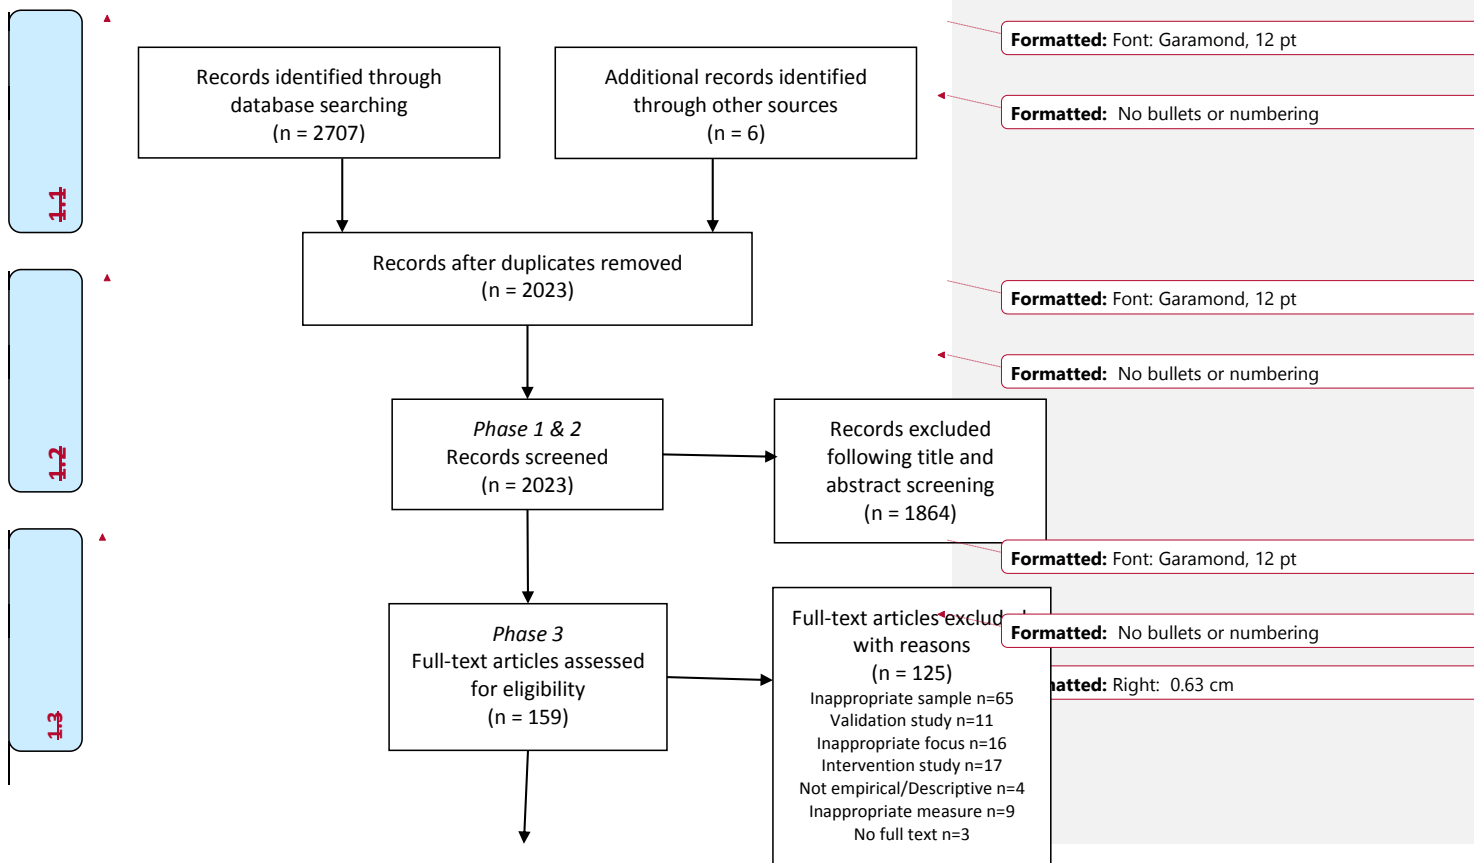 Records identified through
database searching
(n = 2707)
Additional records identified
through other sources
(n = 6)
Formatted: Font: Garamond, 12 pt
Formatted: No bullets or numbering
1.1
Records after duplicates removed
(n = 2023)
Formatted: Font: Garamond, 12 pt
Formatted: No bullets or numbering
1.2
Phase 1 & 2
Records screened
(n = 2023)
Records excluded
following title and
abstract screening
(n = 1864)
Formatted: Font: Garamond, 12 pt
Formatted: No bullets or numbering
matted: Right: 0.63 cm
1.3
Phase 3
Full-text articles assessed
for eligibility
(n = 159)
Full-text articles excluded
with reasons
(n = 125)
Inappropriate sample n=65
Validation study n=11
Inappropriate focus n=16
Intervention study n=17
Not empirical/Descriptive n=4
Inappropriate measure n=9
No full text n=3